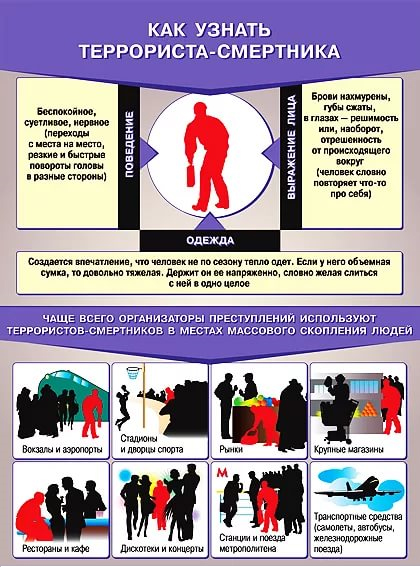 КАК УЗНАТЬ
ТЕРРОРИСТА-СМЕРТНИКА
Беспокойное,
суетливое, нервное
(переходы
с места на место,
резкие и быстрые
повороты головы
в разные стороны)
ПОВЕДЕНИЕ
ВЫРАЖЕНИЕ ЛИЦА
Брови нахмурены,
губы сжаты,
в глазах — решимость
или, наоборот,
отрешенность
от происходящего
вокруг
(человек словно
повторяет что-то
про себя)
ОДЕЖДА
Создается впечатление, что человек не по сезону тепло одет. Если у него объемная
сумка, то довольно тяжелая. Держит он ее напряженно, словно желая слиться
с ней в одно целое
ЧАЩЕ ВСЕГО ОРГАНИЗАТОРЫ ПРЕСТУПЛЕНИЙ ИСПОЛЬЗУЮТ
ТЕРРОРИСТОВ-СМЕРТНИКОВ В МЕСТАХ МАССОВОГО СКОПЛЕНИЯ ЛЮДЕЙ
Вокзалы и аэропорты
Стадионы
и дворцы спорта
Рынки
Крупные магазины
Рестораны и кафе
Дискотеки и концерты
М
Станции и поезда
метрополитена
Транспортные средства
(самолеты, автобусы,
железнодорожные
поезда)